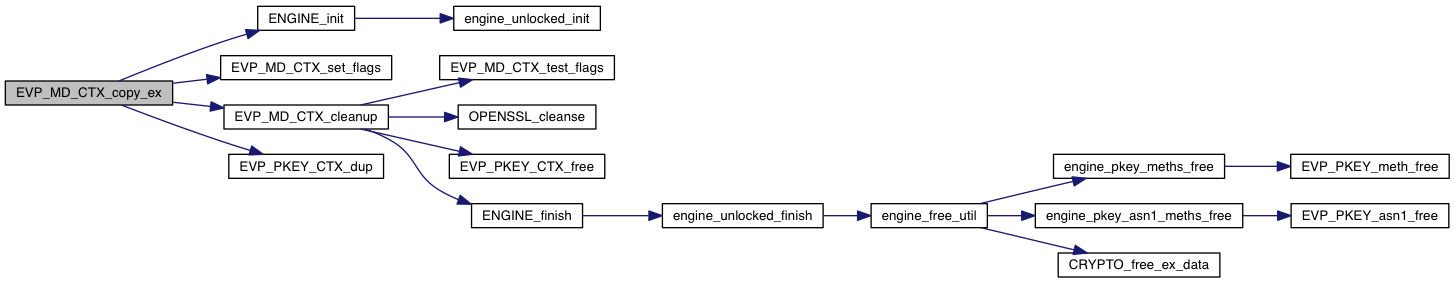 EVP_MD_CTX_copy_ex
ENGINE_init
engine_unlocked_init
EVP_MD_CTX_set_flags
EVP_MD_CTX_cleanup
EVP_MD_CTX_test_flags
OPENSSL_cleanse
EVP_PKEY_CTX_free
ENGINE_finish
engine_unlocked_finish
engine_free_util
engine_pkey_meths_free
EVP_PKEY_meth_free
engine_pkey_asn1_meths_free
EVP_PKEY_asn1_free
CRYPTO_free_ex_data
EVP_PKEY_CTX_dup